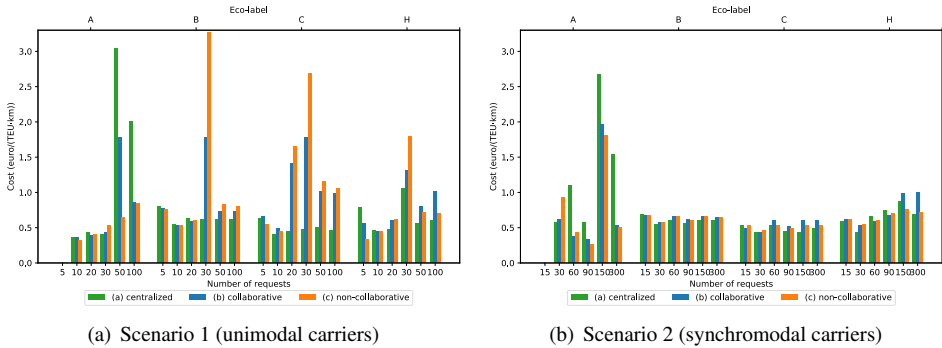 Eco-label
A B C H
Cost (euro/(TEU·km))
3.0
2.5
2.0
1.5
1.0
0.5
0.0
5 10 20 30 50 100 5 10 20 30 50 100 5 10 20 30 50 100 5 10 20 30 50 100
Number of requests
(a) centralized (b) collaborative (c) non-collaborative
(a) Scenario 1 (unimodal carriers)
Eco-label
A B C H
Cost (euro/(TEU·km))
3.0
2.5
2.0
1.5
1.0
0.5
0.0
15 30 60 90 150 300 15 30 60 90 150 300 15 30 60 90 150 300 15 30 60 90 150 300
Number of requests
(a) centralized (b) collaborative (c) non-collaborative
(b) Scenario 2 (synchromodal carriers)